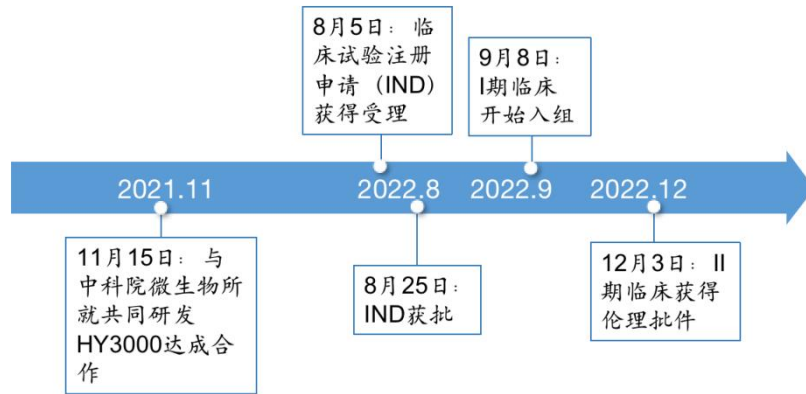 8月5日：临
床试验注册
申请（IND）
获得受理
9月8日：
I期临床
开始入组
2021.11
2022.8
2022.9
2022.12
11月15日：与
中科院微生物所
就共同研发
HY3000达成合
作
8月25日：
IND获批
12月3日：II
期临床获得
伦理批件